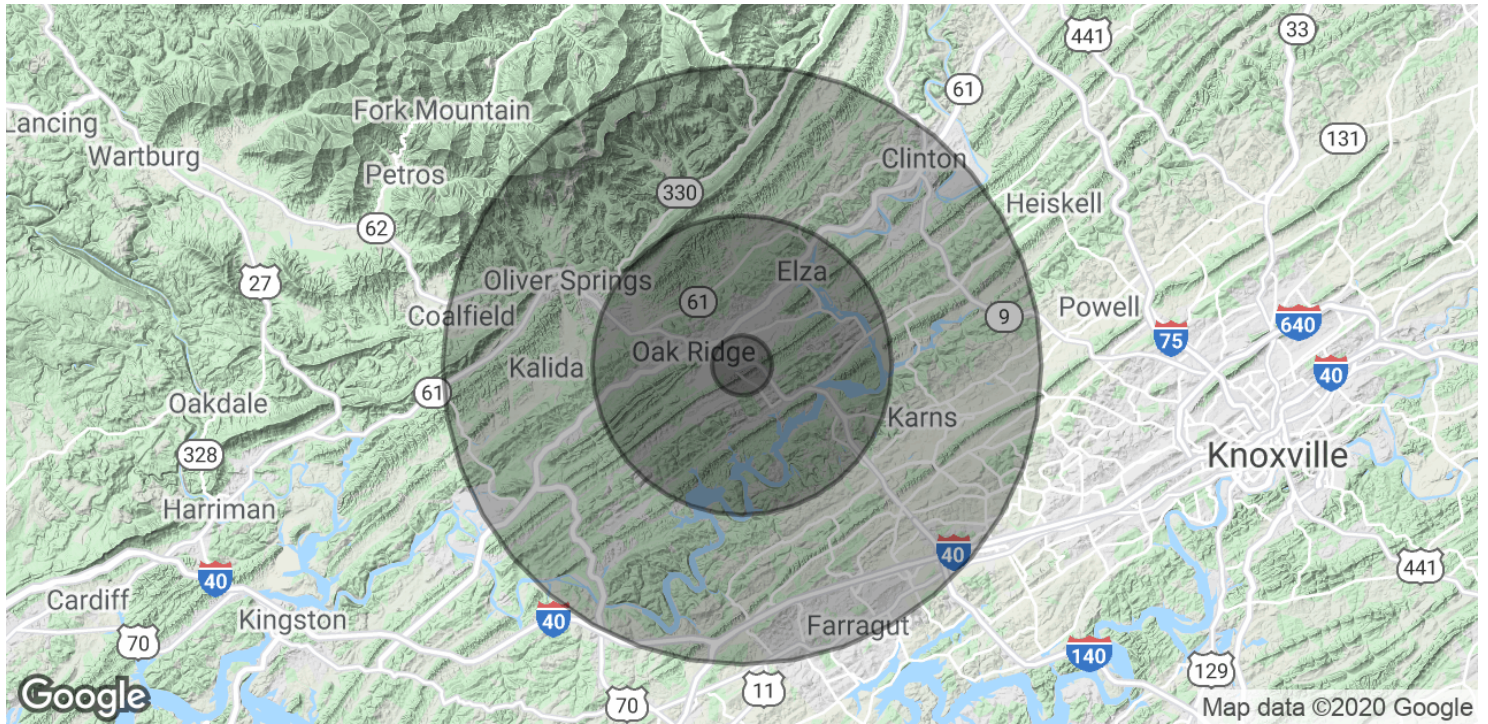 441
33
61
Fork Mountain
Lancing
131
Wartburg
Clinton
Petros
330
Heiskell
62
Elza
27
Oliver Springs
61
Powell
Coalfield
9
640
75
Oak Ridge
Kalida
40
61
Oakdale
Karns
328
Knoxville
Harriman
40
441
40
Cardiff
Kingston
40
Farragut
70
140
129
11
70
Google
Map data ©2020 Google